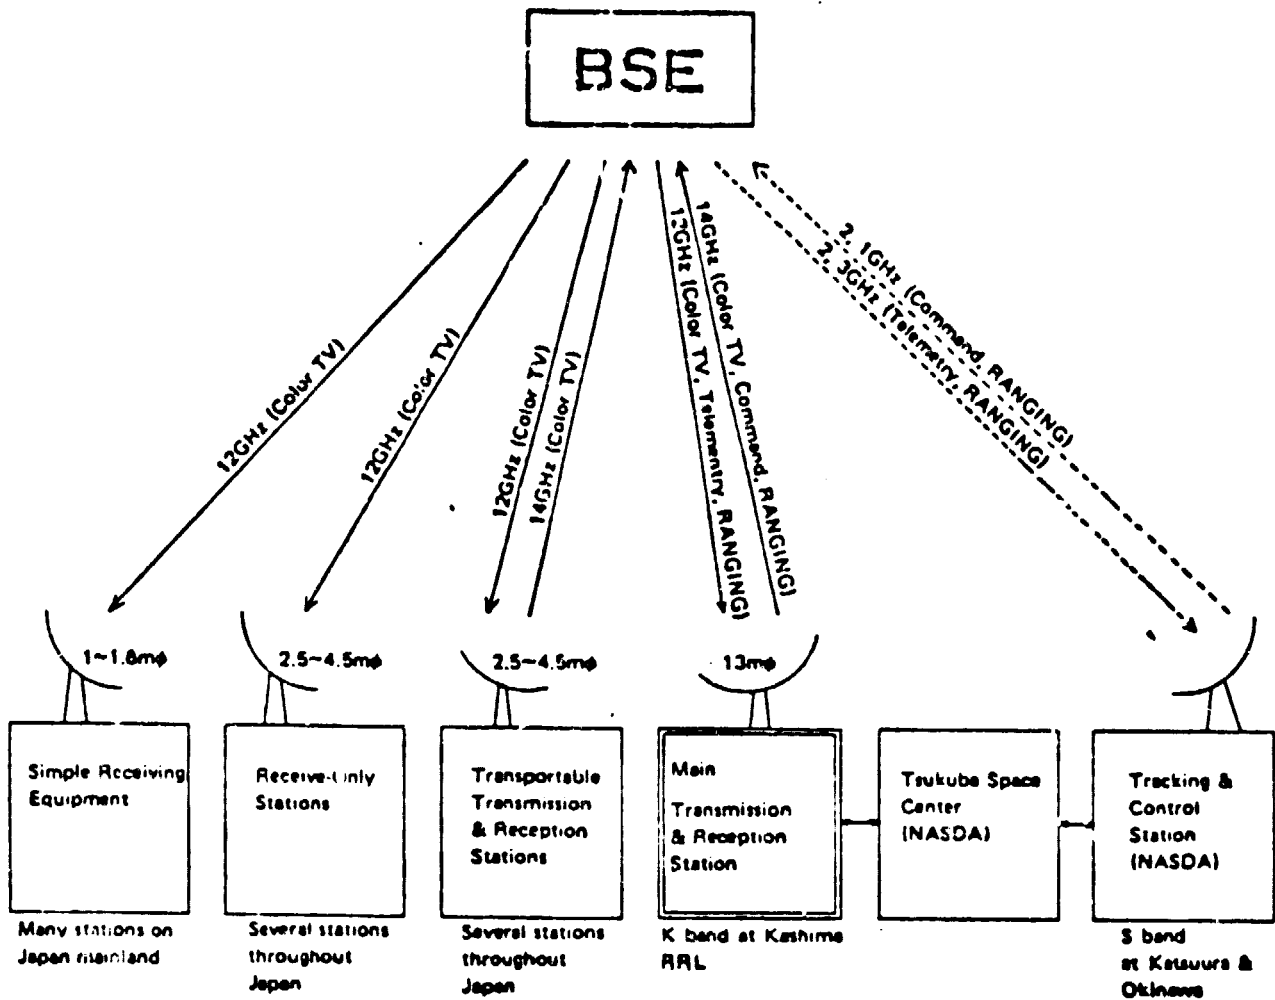 BSE
12GHz (Color TV)
12GHz (Color TV)
12GHz (Color TV)
14GHz (Color TV)
12GHz (Color TV, Telementry, RANGING)
14GHz (Color TV, Command, RANGING)
2, 1GHz (Command, RANGING)
2, 3GHz (Telemetry, RANGING)
1~1.6mφ
2.5~4.5mφ
2.5~4.5mφ
13mφ
Simple Receiving
Equipment
Receive-Only
Stations
Transportable
Transmission
& Reception
Stations
Main
Transmission
& Reception
Station
Tsukuba Space
Center
(NASDA)
Tracking &
Control
Station
(NASDA)
Many stations on
Japan mainland
Several stations
throughout
Japan
Several stations
throughout
Japan
K band at Kashima
RRL
S band
at Katsuura &
Okinawa